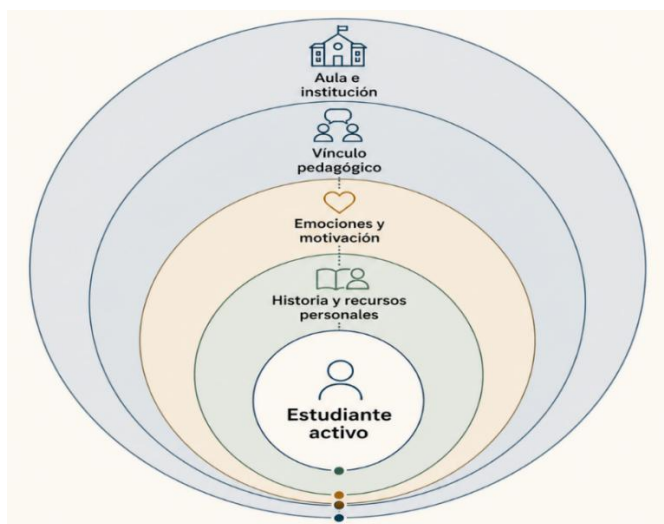 Aula e
institución
Vínculo
pedagógico
Emociones y
motivación
Historia y recursos
personales
Estudiante
activo